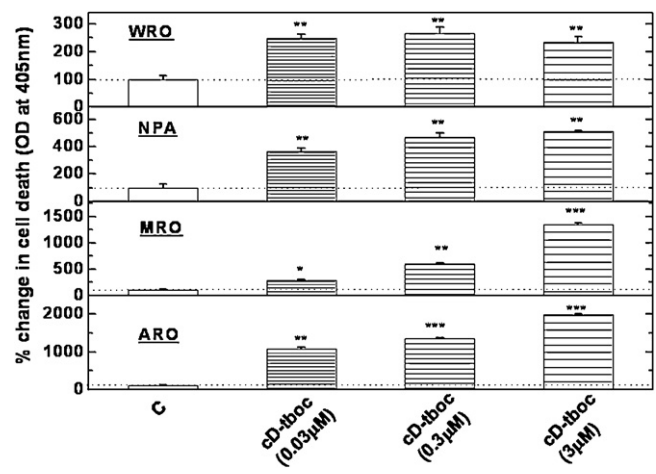 % change in cell death (OD at 405nm)
300
WRO
**
**
**
200
100
0
600
NPA
**
**
**
400
200
0
1500
MRO
*
**
***
1000
500
0
2000
ARO
**
***
***
1000
0
C
cD-tboc
(0.03µM)
cD-tboc
(0.3µM)
cD-tboc
(3µM)